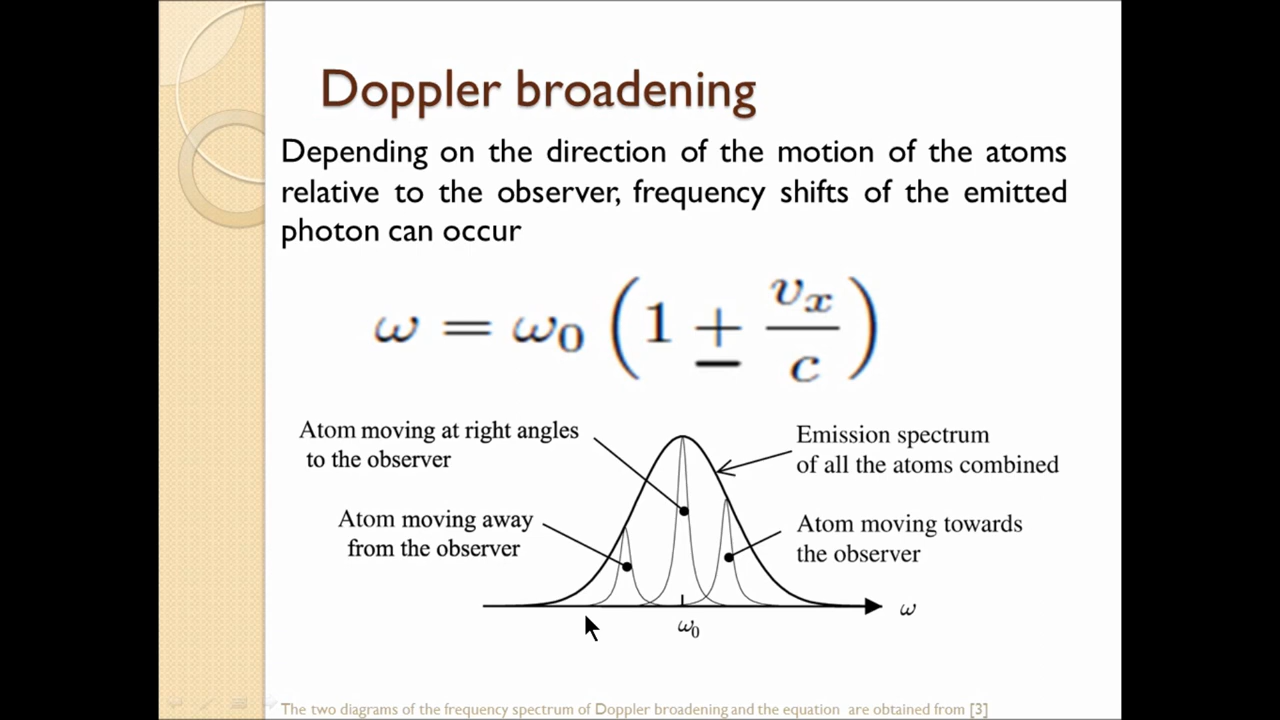 Doppler broadening
Depending on the direction of the motion of the atoms
relative to the observer, frequency shifts of the emitted
photon can occur
ω = ω₀ (1 ± vₓ/c)
Atom moving at right angles
to the observer
Emission spectrum
of all the atoms combined
Atom moving away
from the observer
Atom moving towards
the observer
ω
ω₀
The two diagrams of the frequency spectrum of Doppler broadening and the equation are obtained from [3]